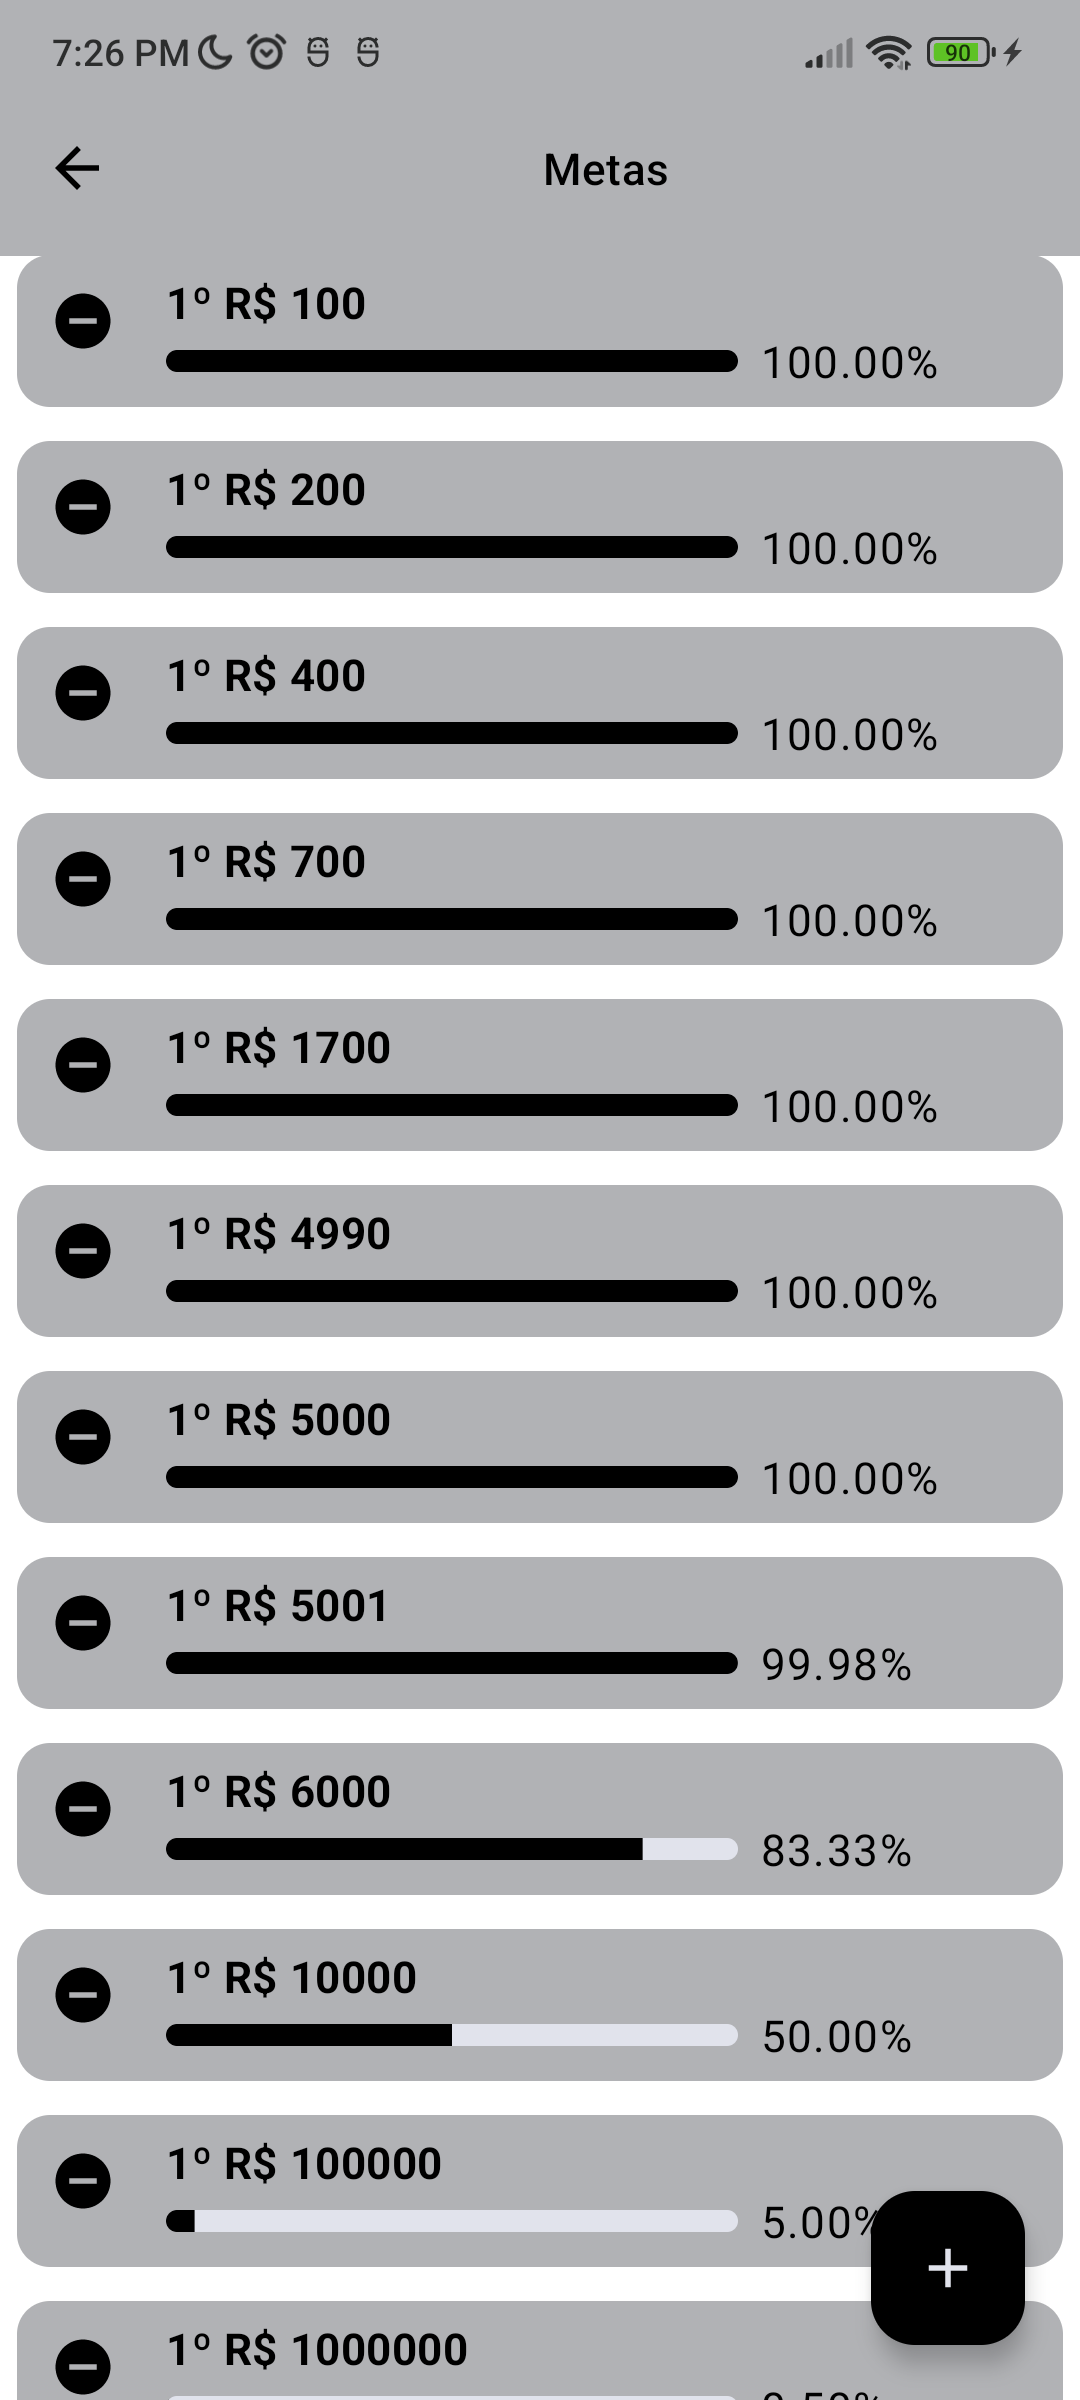 7:26 PM
90
Metas
1º R$ 100
100.00%
1º R$ 200
100.00%
1º R$ 400
100.00%
1º R$ 700
100.00%
1º R$ 1700
100.00%
1º R$ 4990
100.00%
1º R$ 5000
100.00%
1º R$ 5001
99.98%
1º R$ 6000
83.33%
1º R$ 10000
50.00%
1º R$ 100000
5.00%
1º R$ 1000000